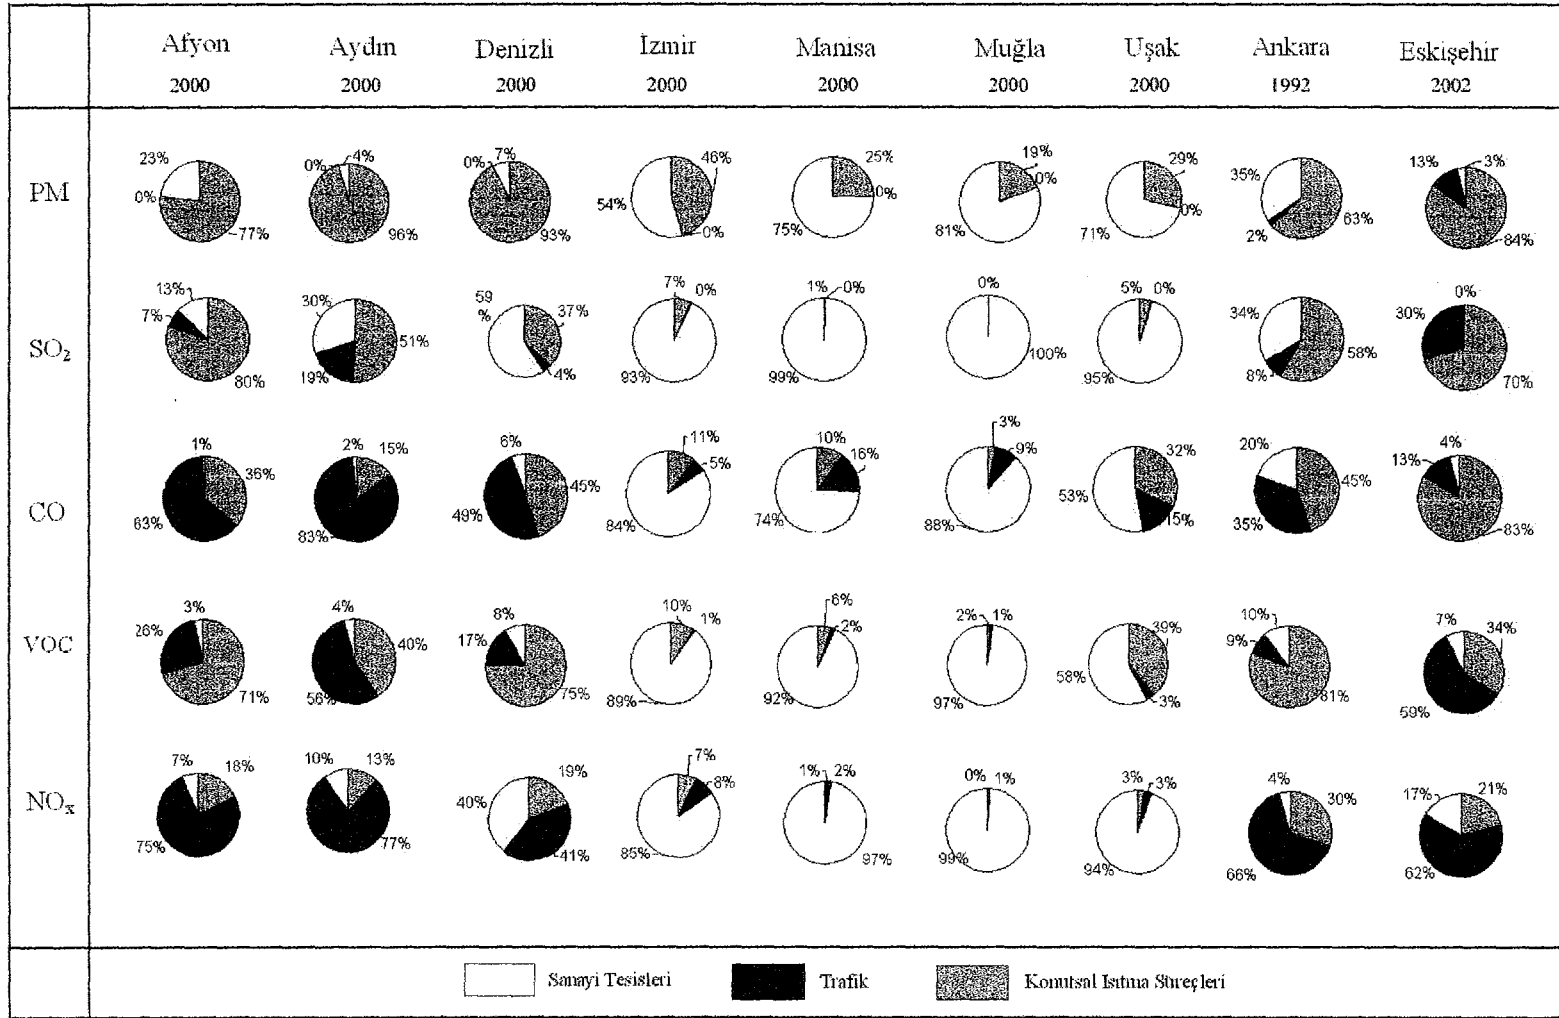 Afyon Aydın Denizli İzmir Manisa Muğla Uşak Ankara Eskişehir
2000 2000 2000 2000 2000 2000 2000 1992 2002
PM
23% 0% 77%
0% 4% 96%
0% 7% 93%
46% 54% 0%
25% 0% 75%
19% 0% 81%
29% 0% 71%
35% 2% 63%
13% 3% 84%
SO₂
13% 7% 80%
30% 19% 51%
59 % 37% 4%
7% 0% 93%
1% 0% 99%
0% 100%
5% 0% 95%
34% 8% 58%
0% 30% 70%
CO
1% 36% 63%
2% 15% 83%
6% 45% 49%
11% 5% 84%
10% 16% 74%
3% 9% 88%
32% 53% 15%
20% 45% 35%
4% 13% 83%
VOC
3% 26% 71%
4% 40% 56%
8% 17% 75%
10% 1% 89%
6% 2% 92%
2% 1% 97%
39% 58% 3%
10% 9% 81%
7% 34% 59%
NOₓ
7% 18% 75%
10% 13% 77%
19% 40% 41%
7% 8% 85%
1% 2% 97%
0% 1% 99%
3% 3% 94%
4% 30% 66%
17% 21% 62%
Sanayi Tesisleri Trafik Konutsal Isıtma Süreçleri